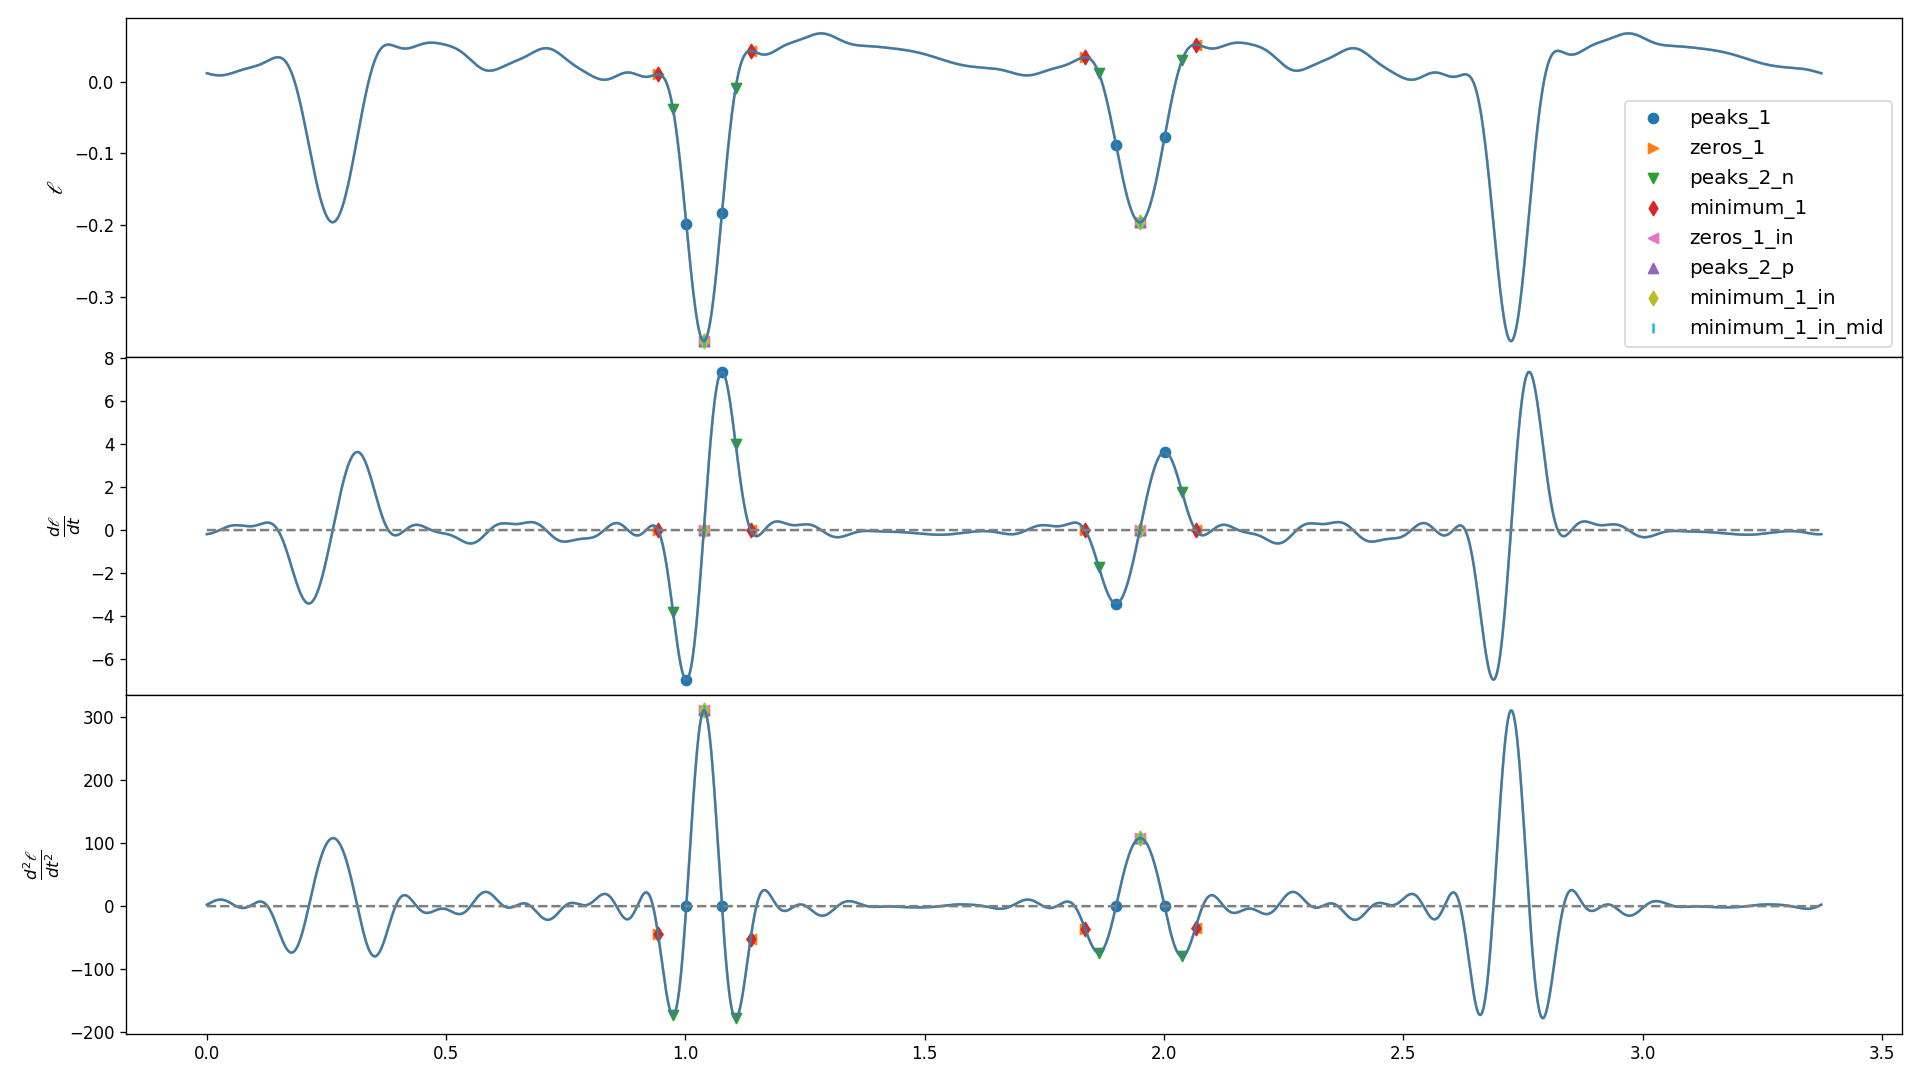 0.0
−0.1
−0.2
−0.3
ℓ
peaks_1
zeros_1
peaks_2_n
minimum_1
zeros_1_in
peaks_2_p
minimum_1_in
minimum_1_in_mid
8
6
4
2
0
−2
−4
−6
dℓ
dt
300
200
100
0
−100
−200
d²ℓ
dt²
0.0 0.5 1.0 1.5 2.0 2.5 3.0 3.5